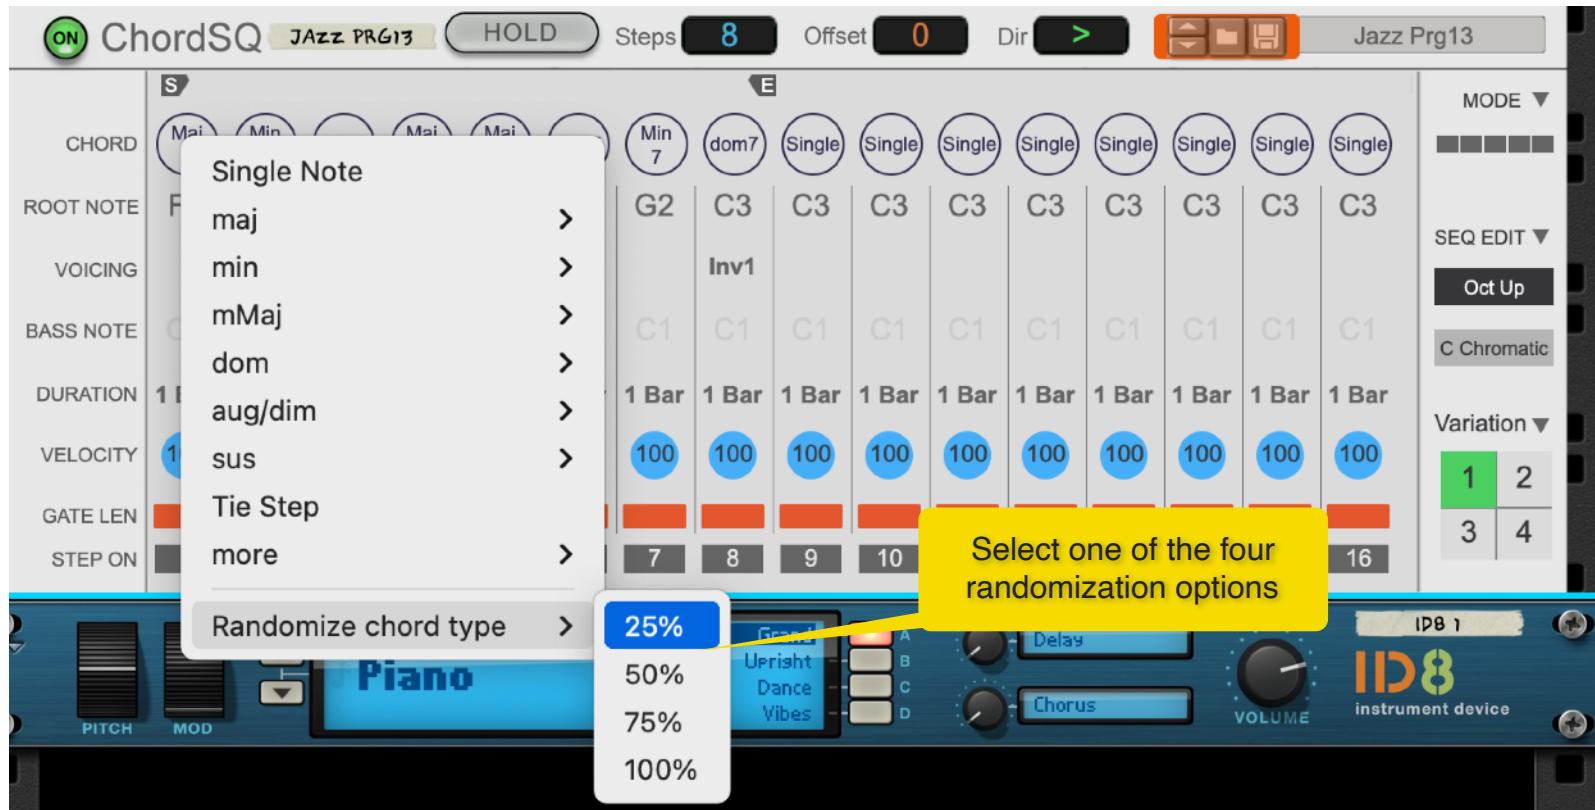 ON ChordSQ JAZZ PRG13 HOLD Steps 8 Offset 0 Dir > Jazz Prg13
S E
MODE
CHORD Maj Min Maj Maj Min 7 dom7 Single Single Single Single Single Single Single Single
ROOT NOTE F G2 C3 C3 C3 C3 C3 C3 C3 C3 C3
VOICING Inv1
BASS NOTE C C1 C1 C1 C1 C1 C1 C1 C1 C1 C1
DURATION 1 1 Bar 1 Bar 1 Bar 1 Bar 1 Bar 1 Bar 1 Bar 1 Bar 1 Bar 1 Bar
VELOCITY 100 100 100 100 100 100 100 100 100 100
GATE LEN
STEP ON 7 8 9 10 16
SEQ EDIT
Oct Up
C Chromatic
Variation
1 2
3 4
Single Note
maj
min
mMaj
dom
aug/dim
sus
Tie Step
more
Randomize chord type
25%
50%
75%
100%
Select one of the four
randomization options
PITCH MOD
Piano
Grand A
Upright B
Dance C
Vibes D
Delay
Chorus
VOLUME
ID8 1
ID8
instrument device